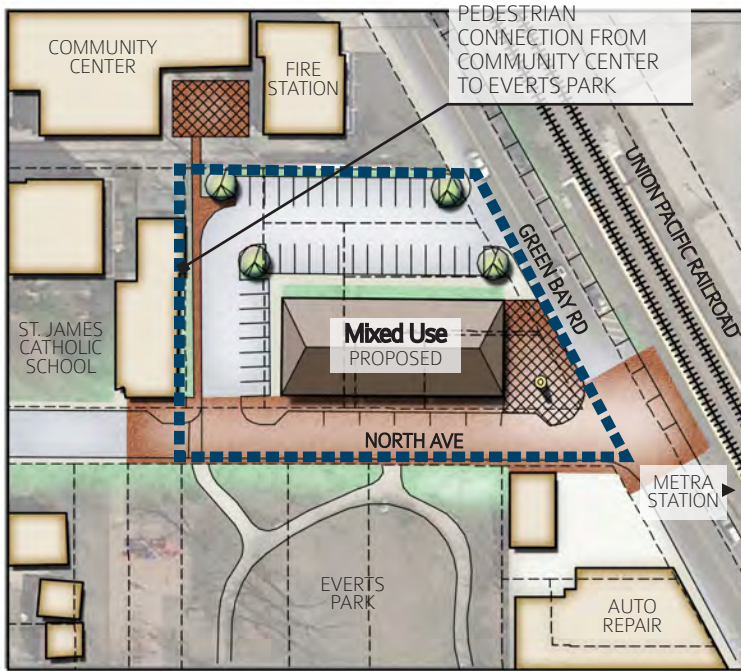 PEDESTRIAN
CONNECTION FROM
COMMUNITY CENTER
TO EVERTS PARK
COMMUNITY
CENTER
FIRE
STATION
UNION PACIFIC RAILROAD
GREEN BAY RD
ST. JAMES
CATHOLIC
SCHOOL
Mixed Use
PROPOSED
NORTH AVE
METRA
STATION
EVERTS
PARK
AUTO
REPAIR